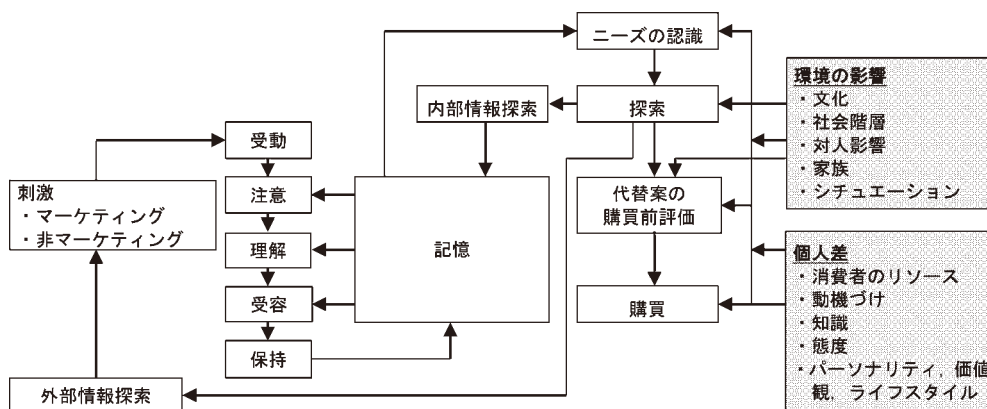 ニーズの認識
内部情報探索
探索
代替案の
購買前評価
購買
受動
注意
理解
受容
保持
記憶
刺激
・マーケティング
・非マーケティング
外部情報探索
環境の影響
・文化
・社会階層
・対人影響
・家族
・シチュエーション
個人差
・消費者のリソース
・動機づけ
・知識
・態度
・パーソナリティ，価値
観，ライフスタイル